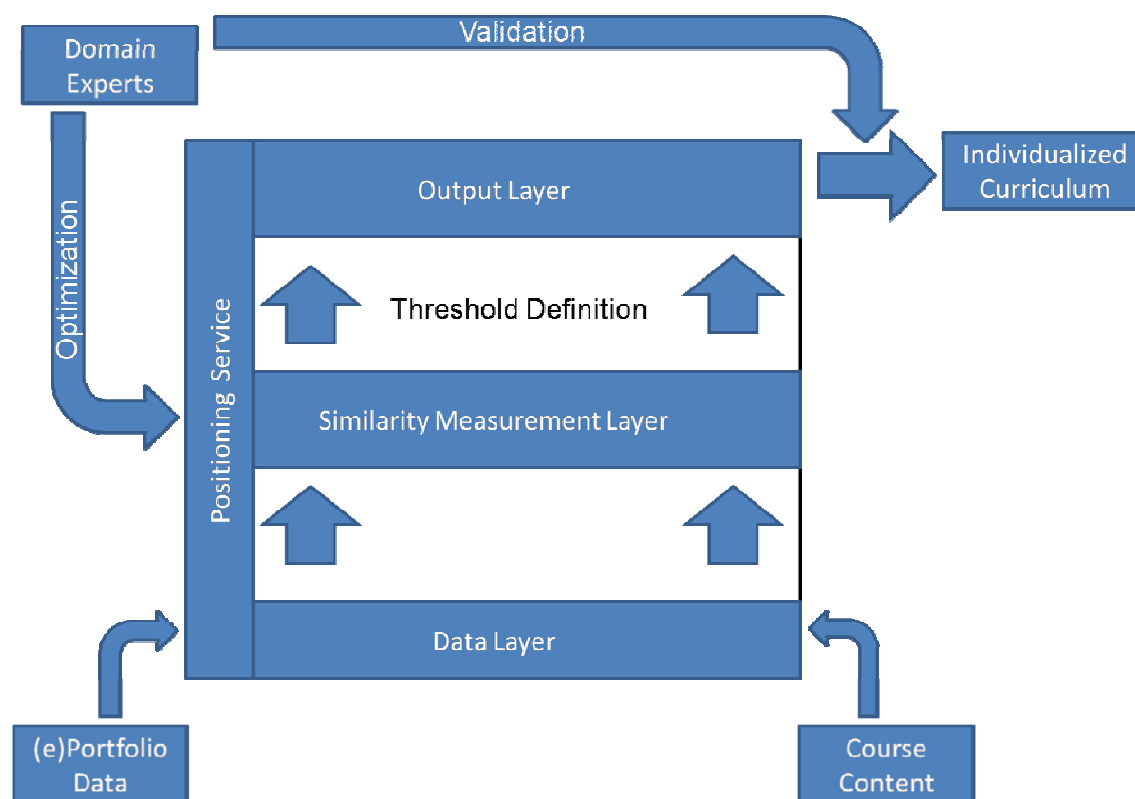 Validation
Domain
Experts
Individualized
Curriculum
Output Layer
Optimization
Threshold Definition
Positioning Service
Similarity Measurement Layer
Data Layer
(e)Portfolio
Data
Course
Content